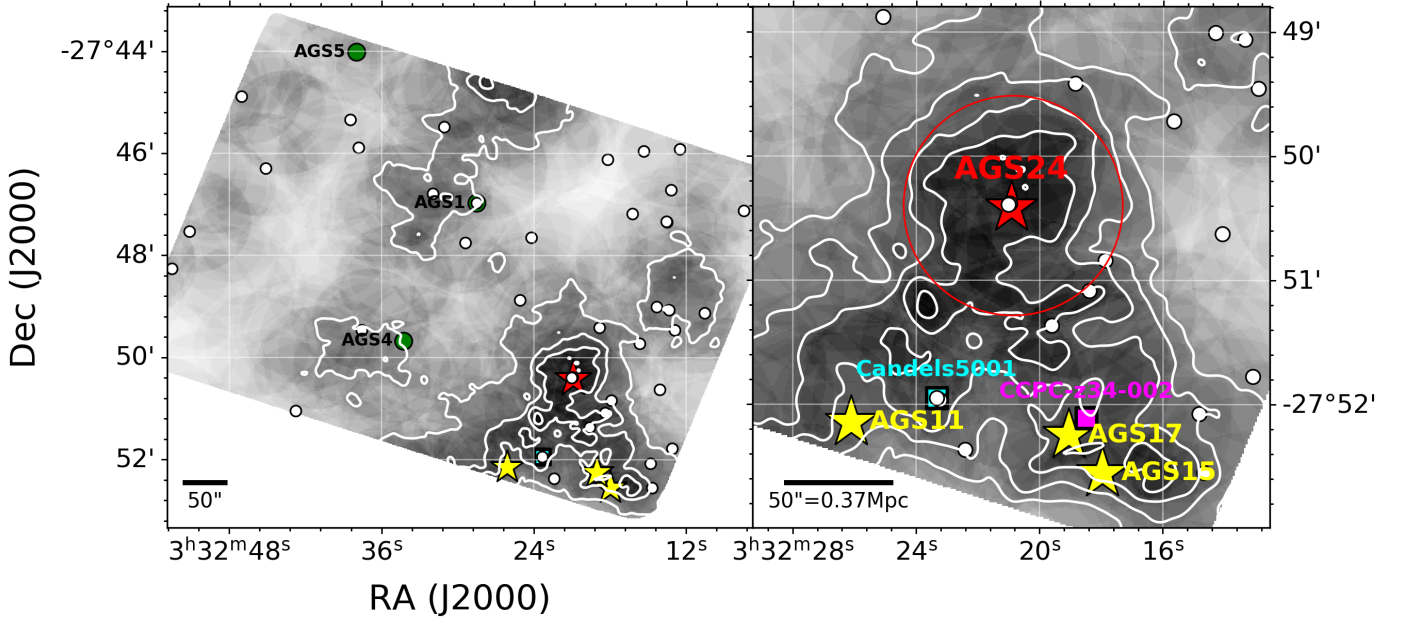 -27°44'
46'
48'
50'
52'
Dec (J2000)
AGS5
AGS1
AGS4
50"
3ʰ32ᵐ48ˢ
36ˢ
24ˢ
12ˢ
RA (J2000)
49'
50'
51'
-27°52'
AGS24
Candels5001
CCPC-z34-002
AGS11
AGS17
AGS15
50"=0.37Mpc
3ʰ32ᵐ28ˢ
24ˢ
20ˢ
16ˢ